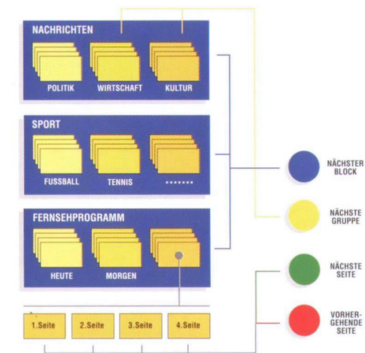 NACHRICHTEN
POLITIK WIRTSCHAFT KULTUR
SPORT
FUSSBALL TENNIS .......
FERNSEHPROGRAMM
HEUTE MORGEN
1.Seite 2.Seite 3.Seite 4.Seite
NÄCHSTER
BLOCK
NÄCHSTE
GRUPPE
NÄCHSTE
SEITE
VORHER-
GEHENDE
SEITE